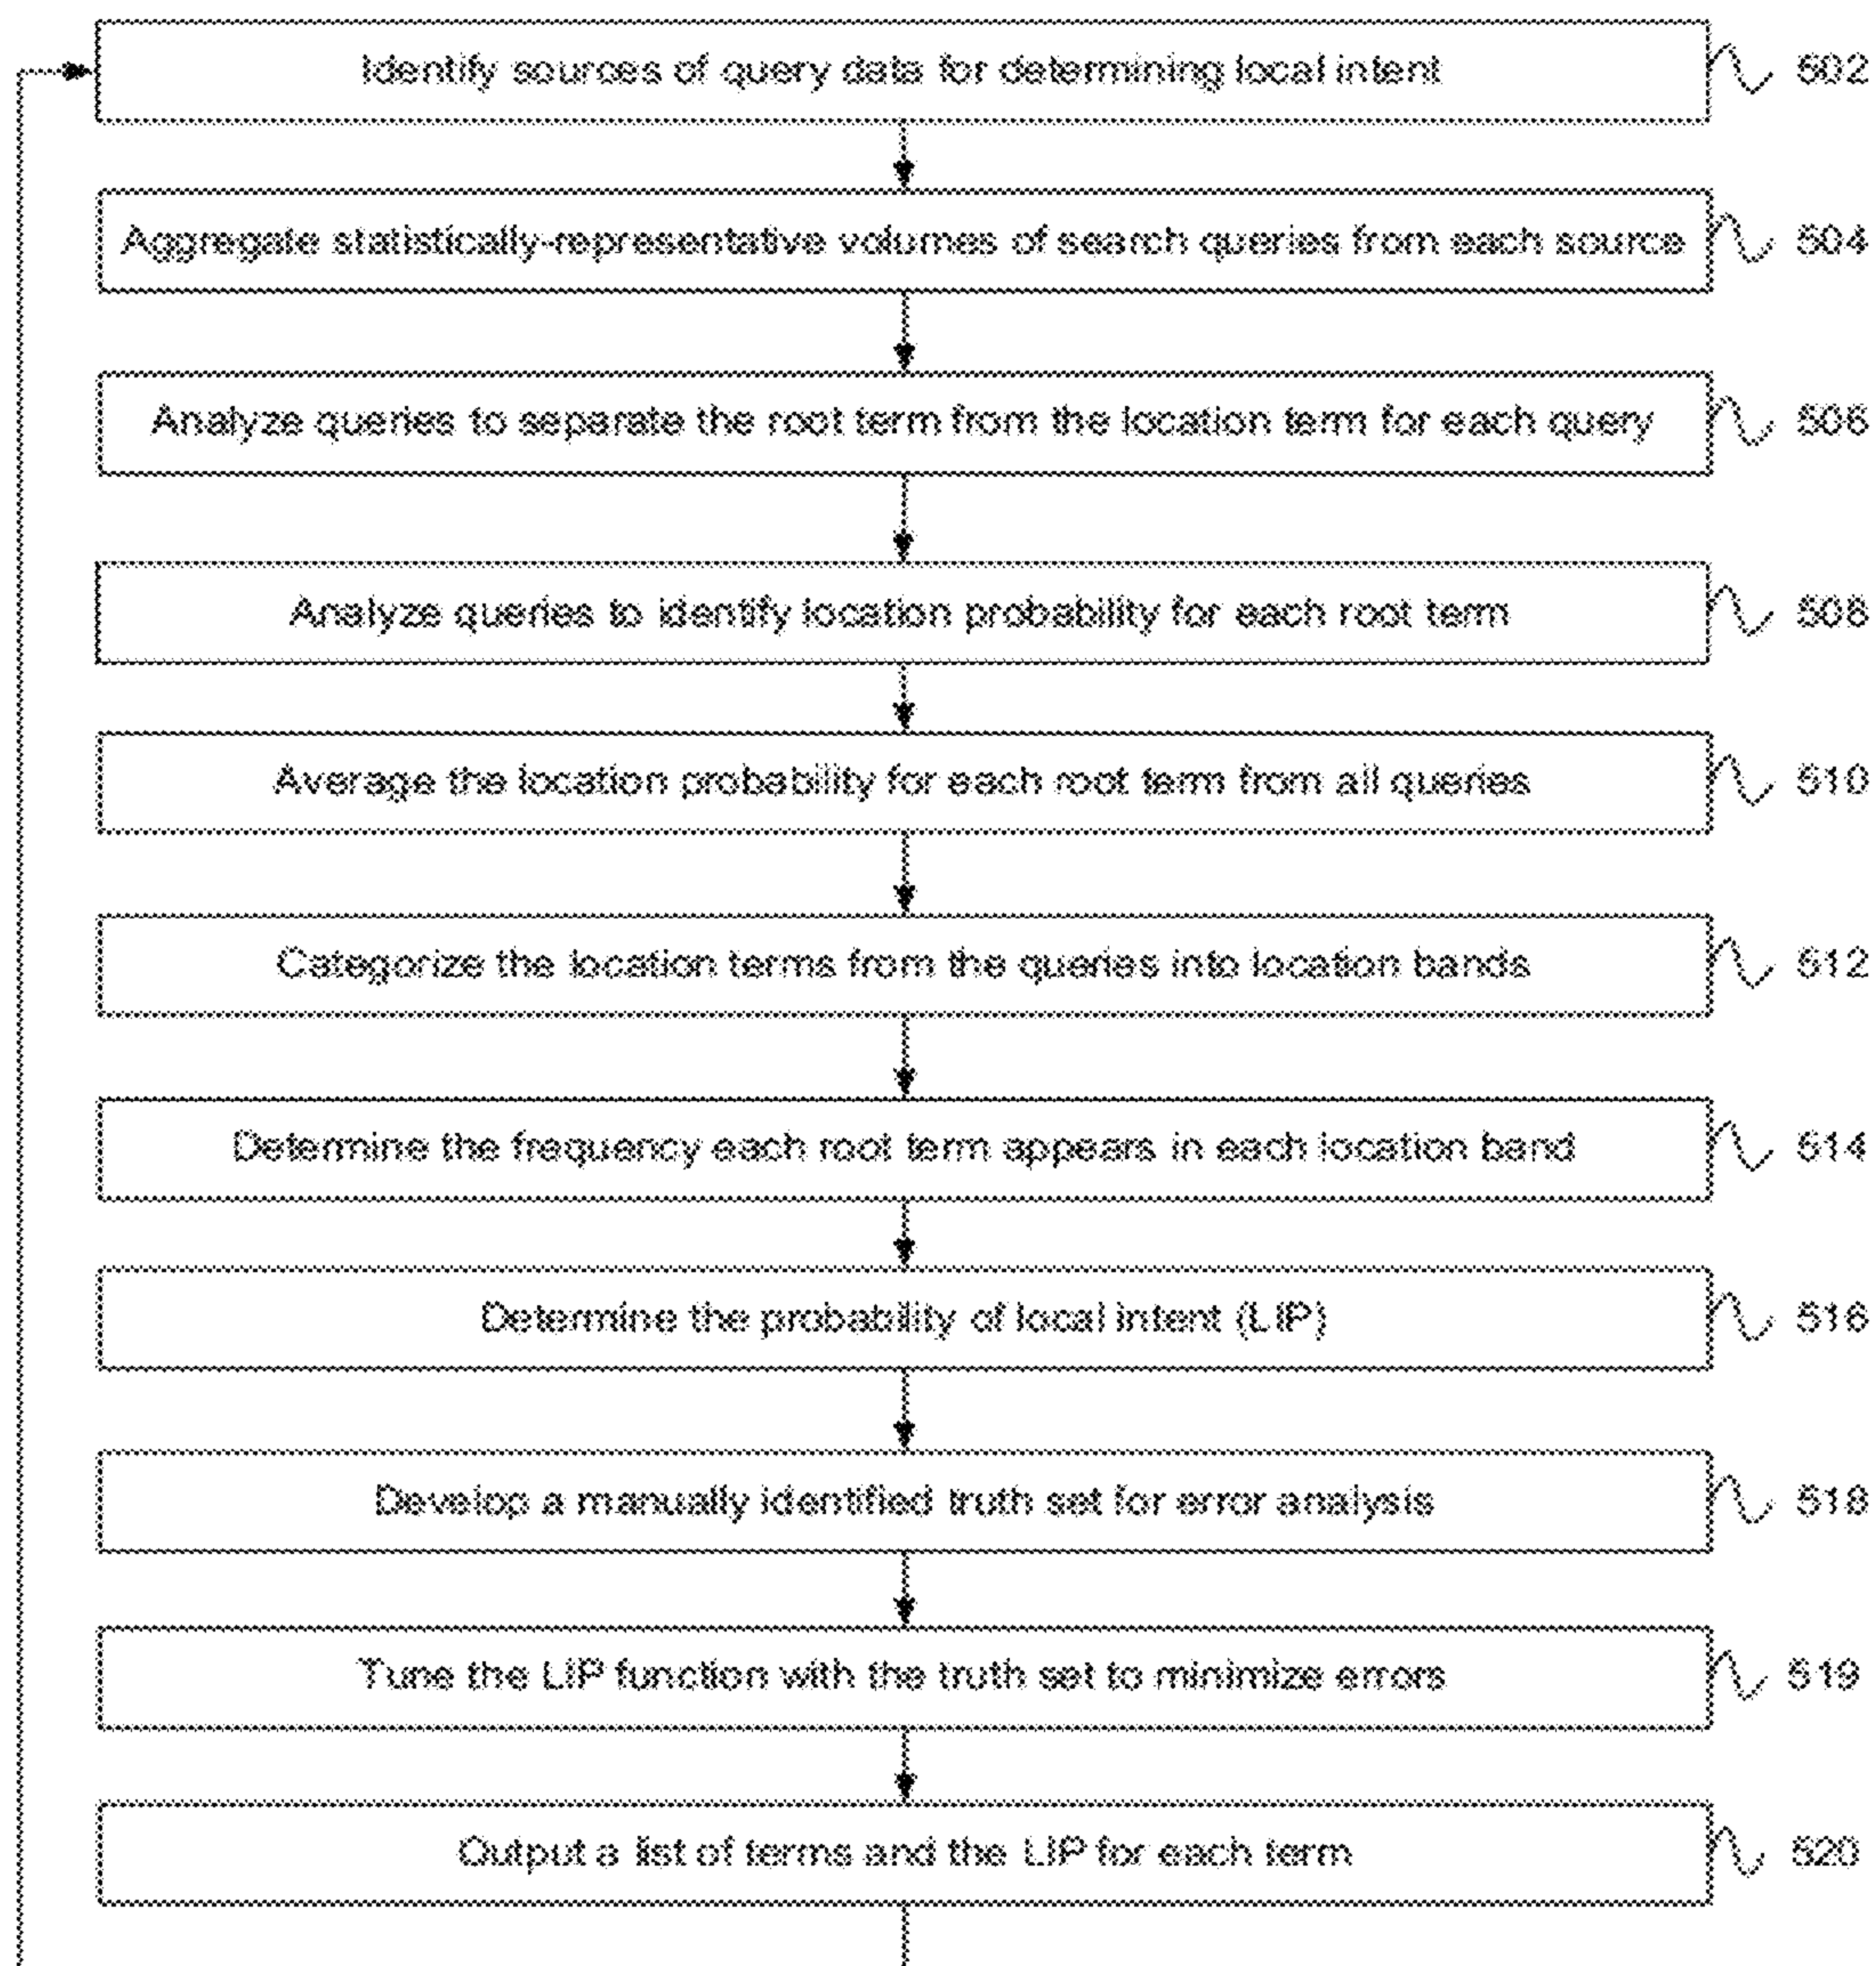 Identify sources of query data for determining local intent 502
Aggregate statistically-representative volumes of search queries from each source 504
Analyze queries to separate the root term from the location term for each query 506
Analyze queries to identify location probability for each root term 508
Average the location probability for each root term from all queries 510
Categorize the location terms from the queries into location bands 512
Determine the frequency each root term appears in each location band 514
Determine the probability of local intent (LIP) 516
Develop a manually identified truth set for error analysis 518
Tune the LIP function with the truth set to minimize errors 519
Output a list of terms and the LIP for each term 520